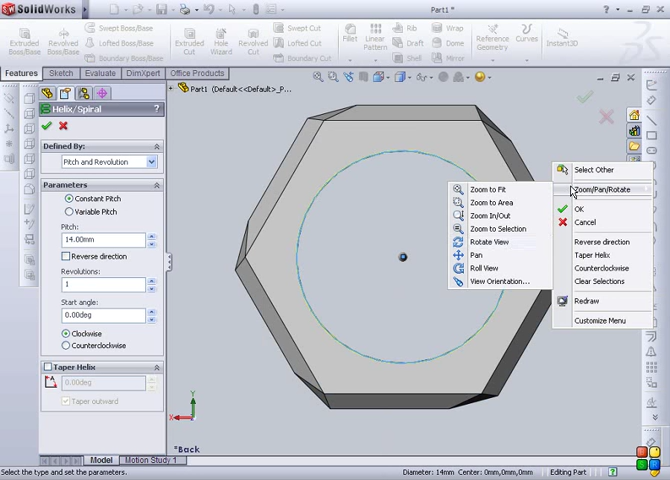 SolidWorks
Part1 *
Extruded Boss/Base
Revolved Boss/Base
Swept Boss/Base
Lofted Boss/Base
Boundary Boss/Base
Extruded Cut
Hole Wizard
Revolved Cut
Swept Cut
Lofted Cut
Boundary Cut
Fillet
Linear Pattern
Rib
Draft
Shell
Wrap
Dome
Mirror
Reference Geometry
Curves
Instant3D
Features
Sketch
Evaluate
DimXpert
Office Products
Part1 (Default<<Default>_P...
Helix/Spiral
?
Defined By:
Pitch and Revolution
Parameters
Constant Pitch
Variable Pitch
Pitch:
14.00mm
Reverse direction
Revolutions:
1
Start angle:
0.00deg
Clockwise
Counterclockwise
Taper Helix
0.00deg
Taper outward
Select Other
Zoom/Pan/Rotate
OK
Cancel
Reverse direction
Taper Helix
Counterclockwise
Clear Selections
Redraw
Customize Menu
Zoom to Fit
Zoom to Area
Zoom In/Out
Zoom to Selection
Rotate View
Pan
Roll View
View Orientation...
Y
X
*Back
Model
Motion Study 1
Select the type and set the parameters.
Diameter: 14mm Center: 0mm,0mm,0mm
Editing Part
S
R